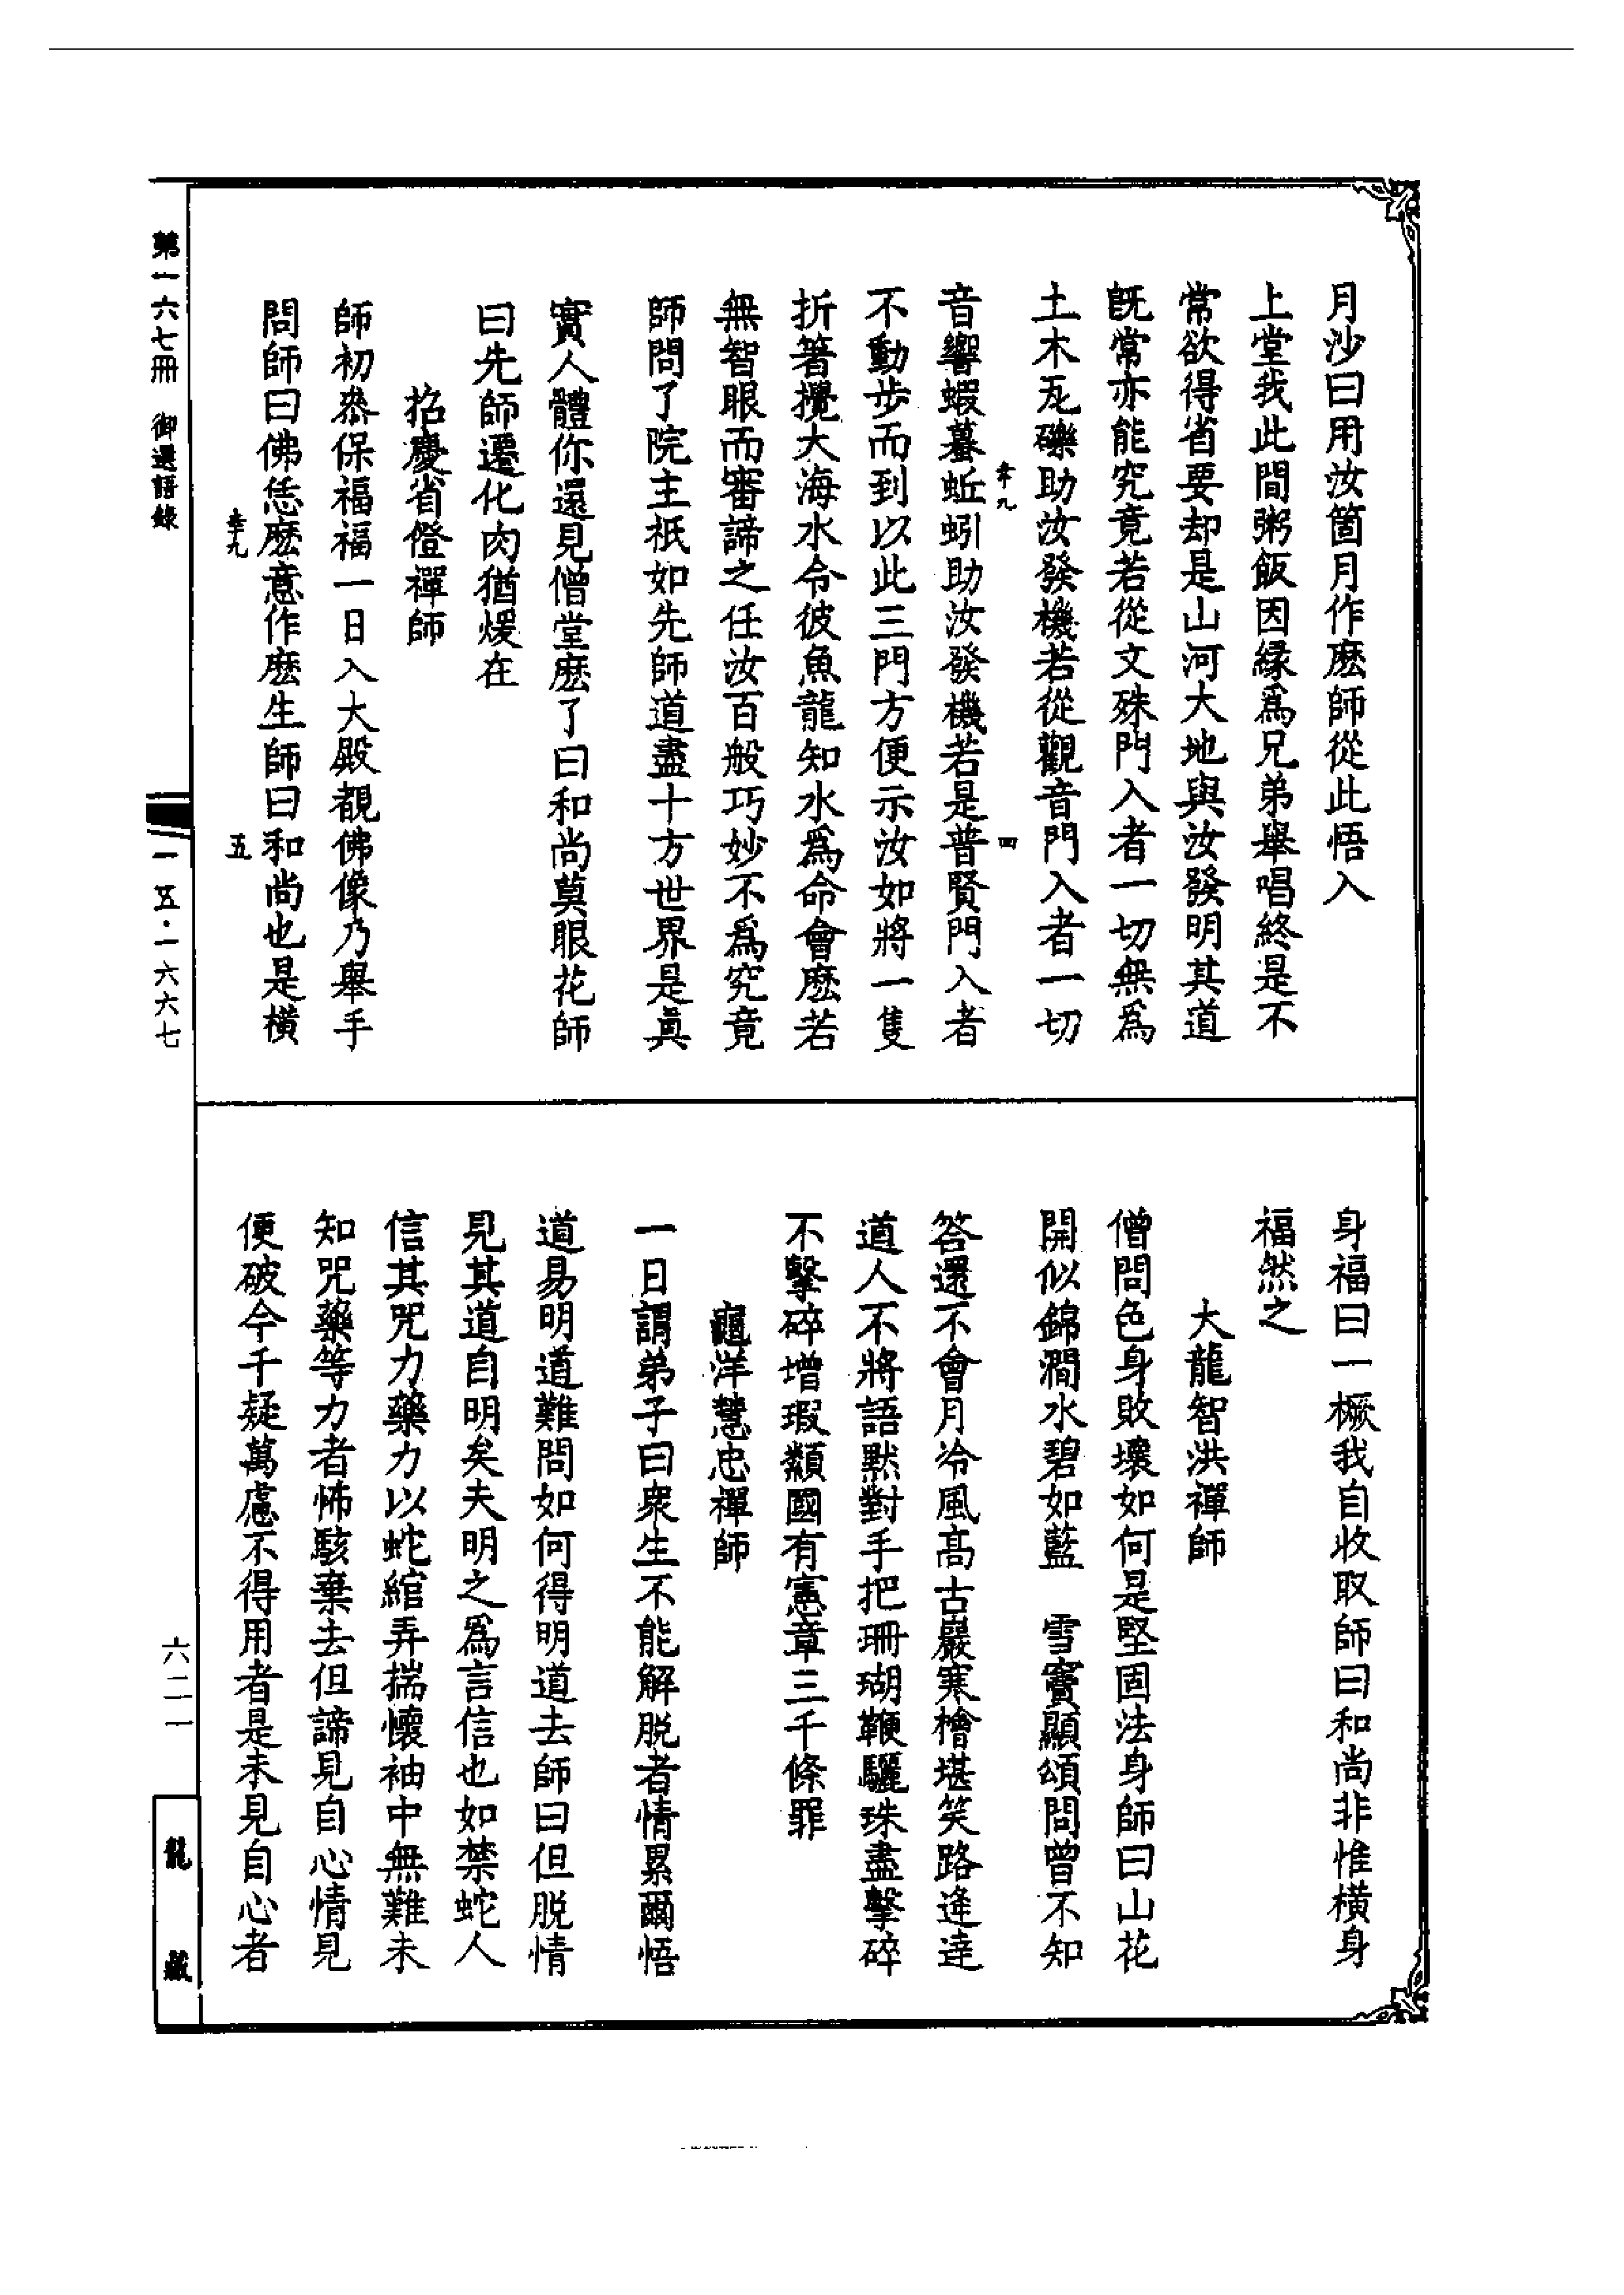 月沙曰用汝箇月作麽師從此悟入
上堂我此間粥飯因緣爲兄弟舉唱終是不
常欲得省要却是山河大地與汝發明其道
旣常亦能究竟若從文殊門入者一切無爲
土木瓦礫助汝發機若從觀音門入者一切
音響蝦蟇蚯蚓助汝發機若是普賢門入者
不動步而到以此三門方便示汝如將一隻
折箸攪大海水令彼魚龍知水爲命會麽若
無智眼而審諦之任汝百般巧妙不爲究竟
師問了院主祇如先師道盡十方世界是眞
實人體你還見僧堂麽了曰和尚莫眼花師
曰先師遷化肉猶煖在
招慶省僜禪師
師初叅保福福一日入大殿覩佛像乃舉手
問師曰佛恁麽意作麽生師曰和尚也是橫
四
五
身福曰一橛我自收取師曰和尚非惟橫身
福然之
大龍智洪禪師
僧問色身敗壞如何是堅固法身師曰山花
開似錦澗水碧如藍　雪竇顯頌問曾不知
答還不會月冷風高古巖寒檜堪笑路逢達
道人不將語默對手把珊瑚鞭驪珠盡擊碎
不擊碎增瑕纇國有憲章三千條罪
龜洋慧忠禪師
一日謂弟子曰衆生不能解脫者情累爾悟
道易明道難問如何得明道去師曰但脫情
見其道自明矣夫明之爲言信也如禁蛇人
信其咒力藥力以蛇綰弄揣懷袖中無難未
知咒藥等力者怖駭棄去但諦見自心情見
便破今千疑萬慮不得用者是未見自心者
第一六七冊　御選語錄
一五·一六六七
六二一
龍藏